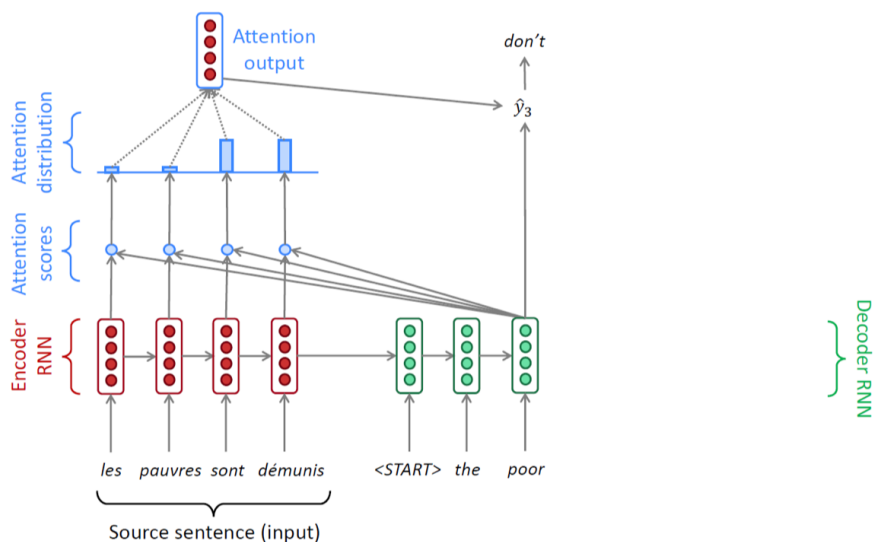 Attention
output
don't
ŷ3
Attention
distribution
Attention
scores
Encoder
RNN
Decoder RNN
les pauvres sont démunis <START> the poor
Source sentence (input)